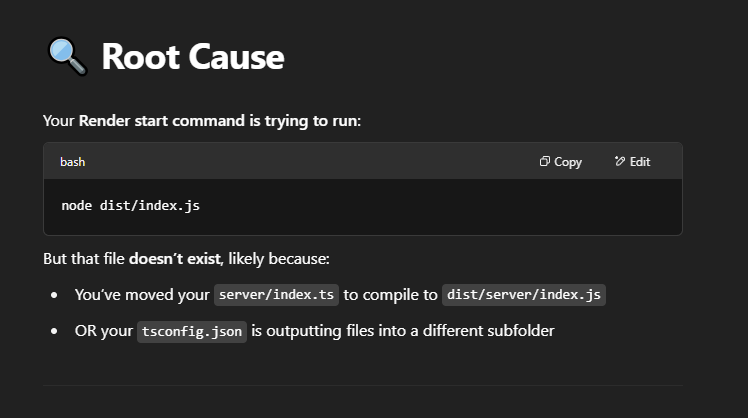 Root Cause
Your Render start command is trying to run:
bash
Copy
Edit
node dist/index.js
But that file doesn’t exist, likely because:
• You’ve moved your server/index.ts to compile to dist/server/index.js
• OR your tsconfig.json is outputting files into a different subfolder